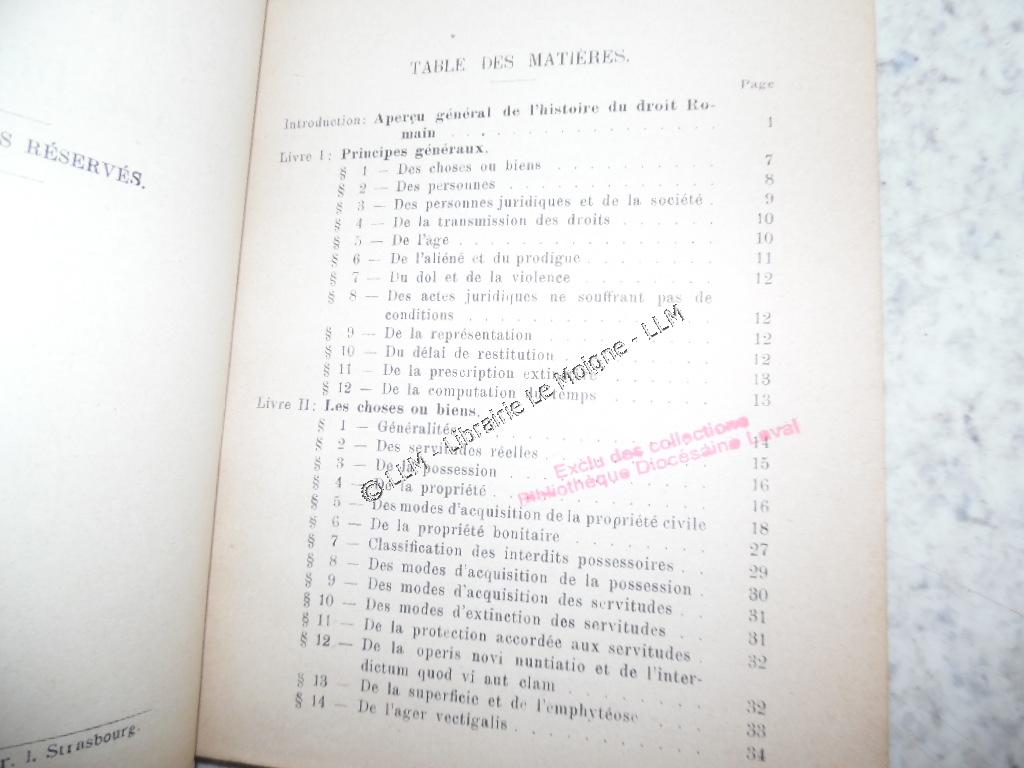 S RÉSERVÉS.
r. l. Strasbourg.
TABLE DES MATIÈRES.
Page
Introduction: Aperçu général de l'histoire du droit Ro-
main . . . . . . . . . . . . 1
Livre I: Principes généraux.
§ 1 — Des choses ou biens . . . . . . . 7
§ 2 — Des personnes . . . . . . . . . 8
§ 3 — Des personnes juridiques et de la société . 9
§ 4 — De la transmission des droits . . . . . 10
§ 5 — De l'âge . . . . . . . . . . . 10
§ 6 — De l'aliéné et du prodigue . . . . . . 11
§ 7 — Du dol et de la violence . . . . . . 12
§ 8 — Des actes juridiques ne souffrant pas de
conditions . . . . . . . . . . 12
§ 9 — De la représentation . . . . . . . 12
§ 10 — Du délai de restitution . . . . . . 12
§ 11 — De la prescription extinctive . . . . . 13
§ 12 — De la computation du temps . . . . . 13
Livre II: Les choses ou biens.
§ 1 — Généralités . . . . . . . . . . 14
§ 2 — Des servitudes réelles . . . . . . . 15
§ 3 — De la possession . . . . . . . . 16
§ 4 — De la propriété . . . . . . . . . 16
§ 5 — Des modes d'acquisition de la propriété civile 18
§ 6 — De la propriété bonitaire . . . . . . 27
§ 7 — Classification des interdits possessoires . . 29
§ 8 — Des modes d'acquisition de la possession . 30
§ 9 — Des modes d'acquisition des servitudes . 31
§ 10 — Des modes d'extinction des servitudes . . 31
§ 11 — De la protection accordée aux servitudes . 32
§ 12 — De la operis novi nuntiatio et de l'inter-
dictum quod vi aut clam . . . . . . 32
§ 13 — De la superficie et de l'emphytéose . . . 33
§ 14 — De l'ager vectigalis . . . . . . . 34
Exclu des collections
Bibliothèque Diocésaine Laval
© LLM - Librairie Le Moigne - LLM